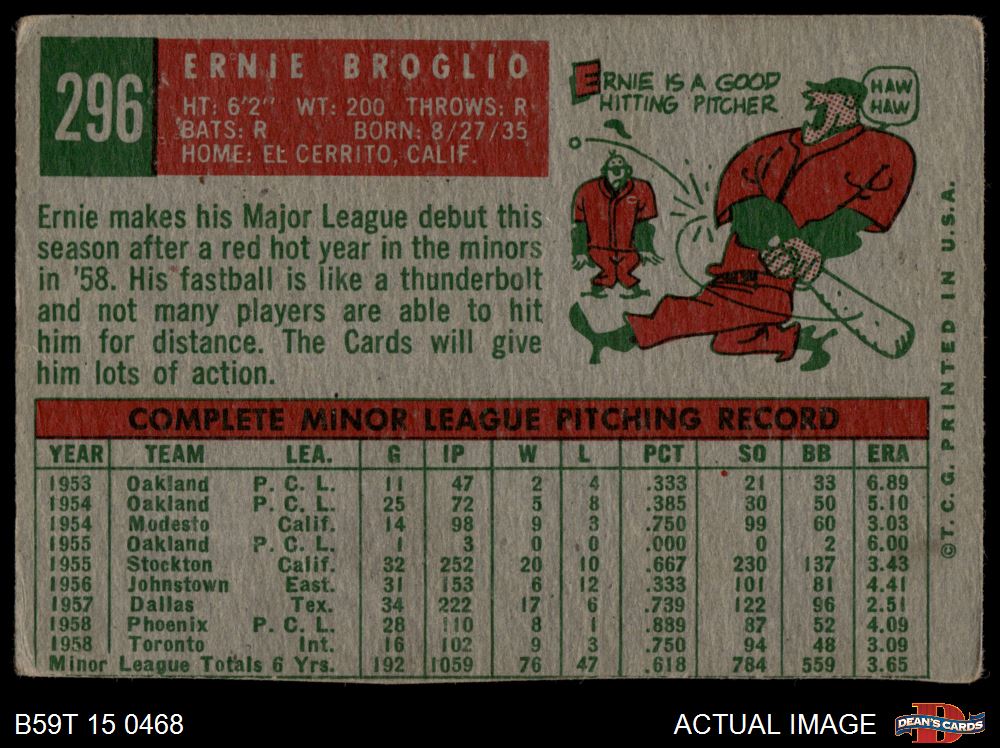 296
ERNIE BROGLIO
HT: 6'2" WT: 200 THROWS: R
BATS: R BORN: 8/27/35
HOME: EL CERRITO, CALIF.
ERNIE IS A GOOD
HITTING PITCHER
HAW
HAW
Ernie makes his Major League debut this
season after a red hot year in the minors
in '58. His fastball is like a thunderbolt
and not many players are able to hit
him for distance. The Cards will give
him lots of action.
COMPLETE MINOR LEAGUE PITCHING RECORD
YEAR TEAM LEA. G IP W L PCT SO BB ERA
1953 Oakland P. C. L. 11 47 2 4 .333 21 33 6.89
1954 Oakland P. C. L. 25 72 5 8 .385 30 50 5.10
1954 Modesto Calif. 14 98 9 3 .750 99 60 3.03
1955 Oakland P. C. L. 1 3 0 0 .000 0 2 6.00
1955 Stockton Calif. 32 252 20 10 .667 230 137 3.43
1956 Johnstown East. 31 153 6 12 .333 101 81 4.41
1957 Dallas Tex. 34 222 17 6 .739 122 96 2.51
1958 Phoenix P. C. L. 28 110 8 1 .889 87 52 4.09
1958 Toronto Int. 16 102 9 3 .750 94 48 3.09
Minor League Totals 6 Yrs. 192 1059 76 47 .618 784 559 3.65
©T. C. G. PRINTED IN U.S.A.
B59T 15 0468
ACTUAL IMAGE
D
DEAN'S CARDS